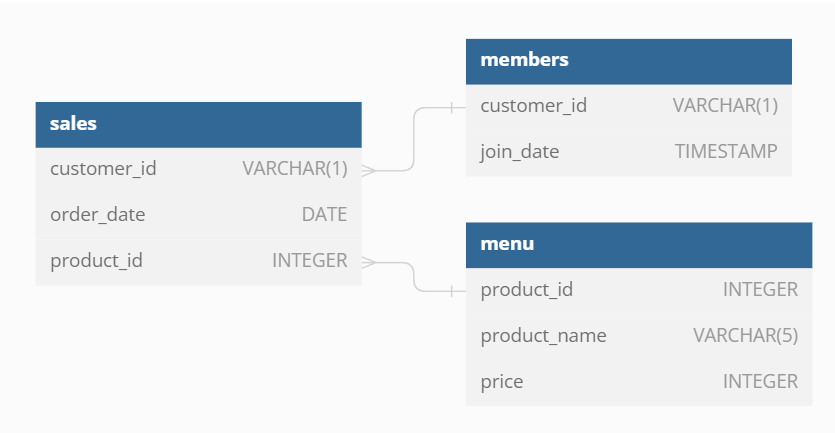 sales
customer_id VARCHAR(1)
order_date DATE
product_id INTEGER
members
customer_id VARCHAR(1)
join_date TIMESTAMP
menu
product_id INTEGER
product_name VARCHAR(5)
price INTEGER